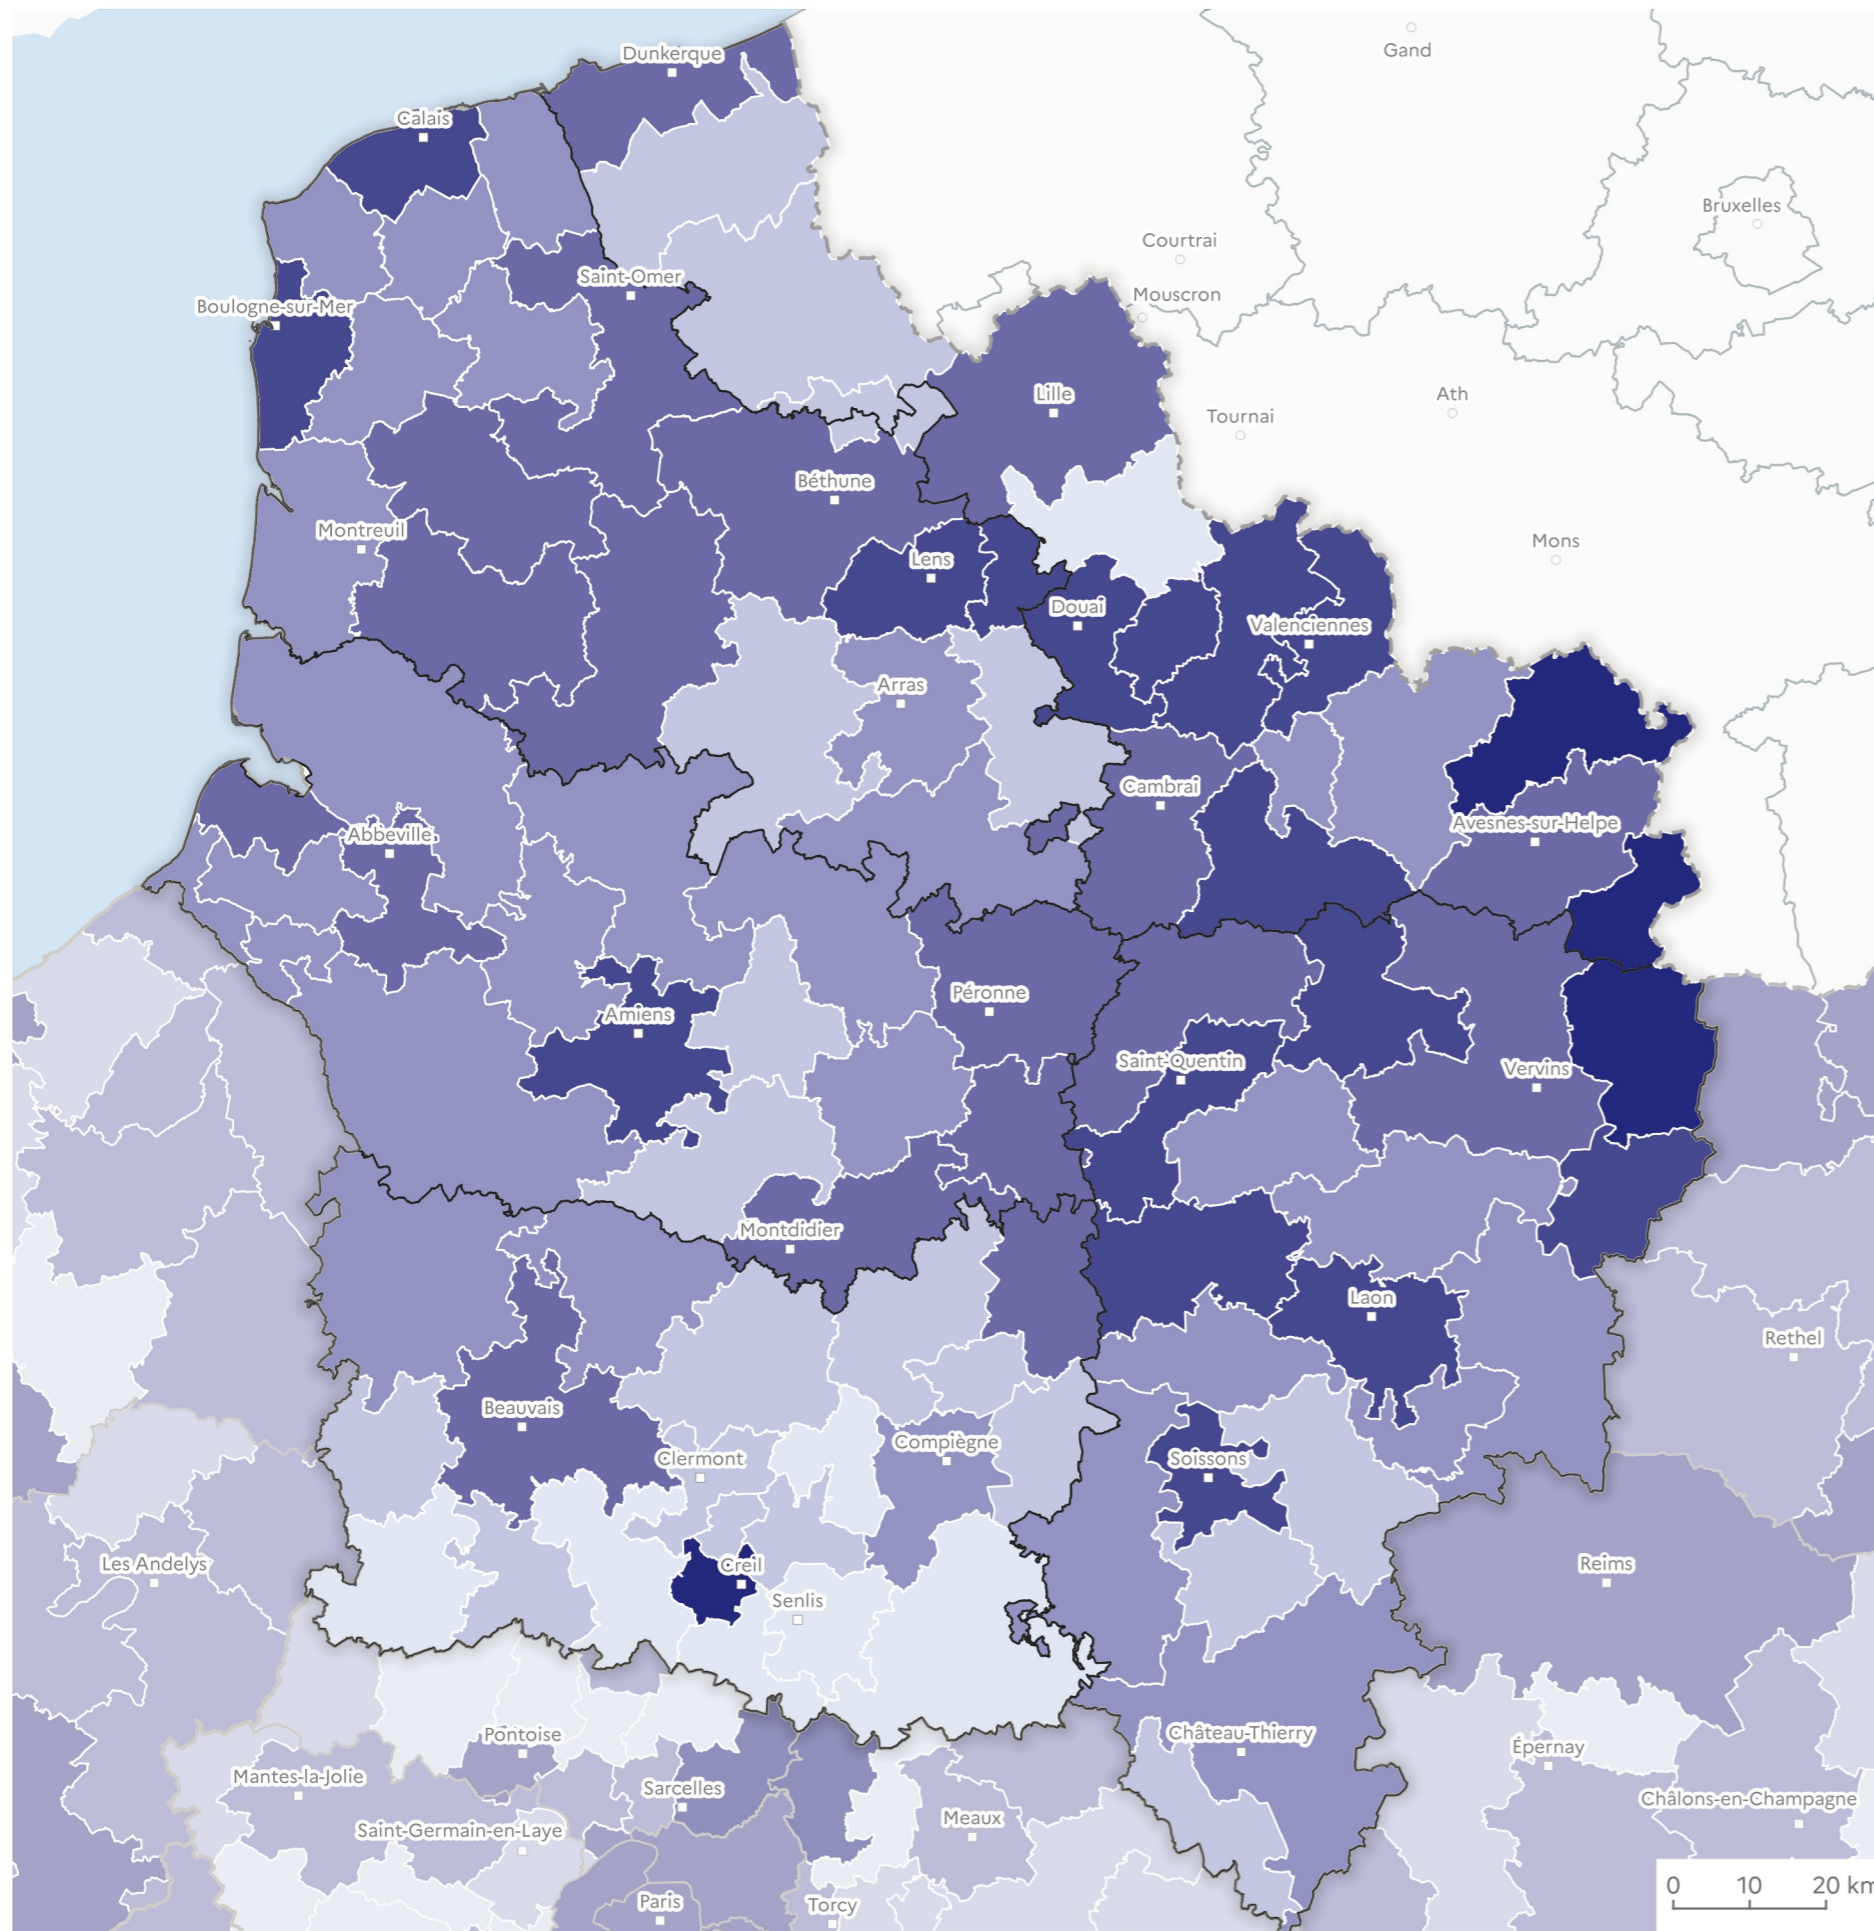 Gand
Dunkerque
Calais
Bruxelles
Courtrai
Saint-Omer
Mouscron
Boulogne-sur-Mer
Lille
Ath
Tournai
Béthune
Montreuil
Mons
Lens
Douai
Valenciennes
Arras
Cambrai
Abbeville
Avesnes-sur-Helpe
Péronne
Amiens
Saint-Quentin
Vervins
Montdidier
Laon
Rethel
Beauvais
Compiègne
Clermont
Soissons
Les Andelys
Creil
Reims
Senlis
Pontoise
Château-Thierry
Épernay
Mantes-la-Jolie
Sarcelles
Châlons-en-Champagne
Meaux
Saint-Germain-en-Laye
0 10 20 km
Paris
Torcy